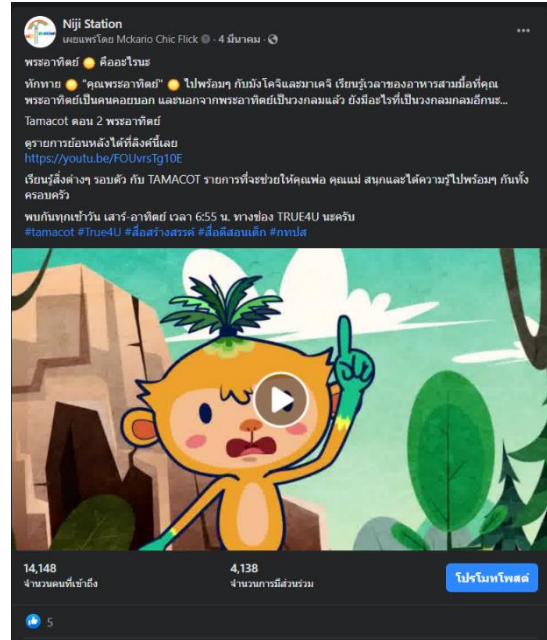 Niji Station
เผยแพร่โดย Mckario Chic Flick · 4 มีนาคม ·
พระอาทิตย์ 🌞 คืออะไรนะ
ทักทาย 🌞 "คุณพระอาทิตย์" 🌞 ไปพร้อมๆ กับมังโคจิและมาเคจิ เรียนรู้เวลาของอาหารสามมื้อที่คุณ
พระอาทิตย์เป็นคนคอยบอก และนอกจากพระอาทิตย์เป็นวงกลมแล้ว ยังมีอะไรที่เป็นวงกลมกลมอีกนะ...
Tamacot ตอน 2 พระอาทิตย์
ดูรายการย้อนหลังได้ที่ลิงค์นี้เลย
https://youtu.be/FOUvrsTg10E
เรียนรู้สิ่งต่างๆ รอบตัว กับ TAMACOT รายการที่จะช่วยให้คุณพ่อ คุณแม่ สนุกและได้ความรู้ไปพร้อมๆ กันทั้ง
ครอบครัว
พบกันทุกเช้าวัน เสาร์-อาทิตย์ เวลา 6:55 น. ทางช่อง TRUE4U นะครับ
#tamacot #True4U #สื่อสร้างสรรค์ #สื่อดีสอนเด็ก #กทปส
14,148
จำนวนคนที่เข้าถึง
4,138
จำนวนการมีส่วนร่วม
โปรโมทโพสต์
5